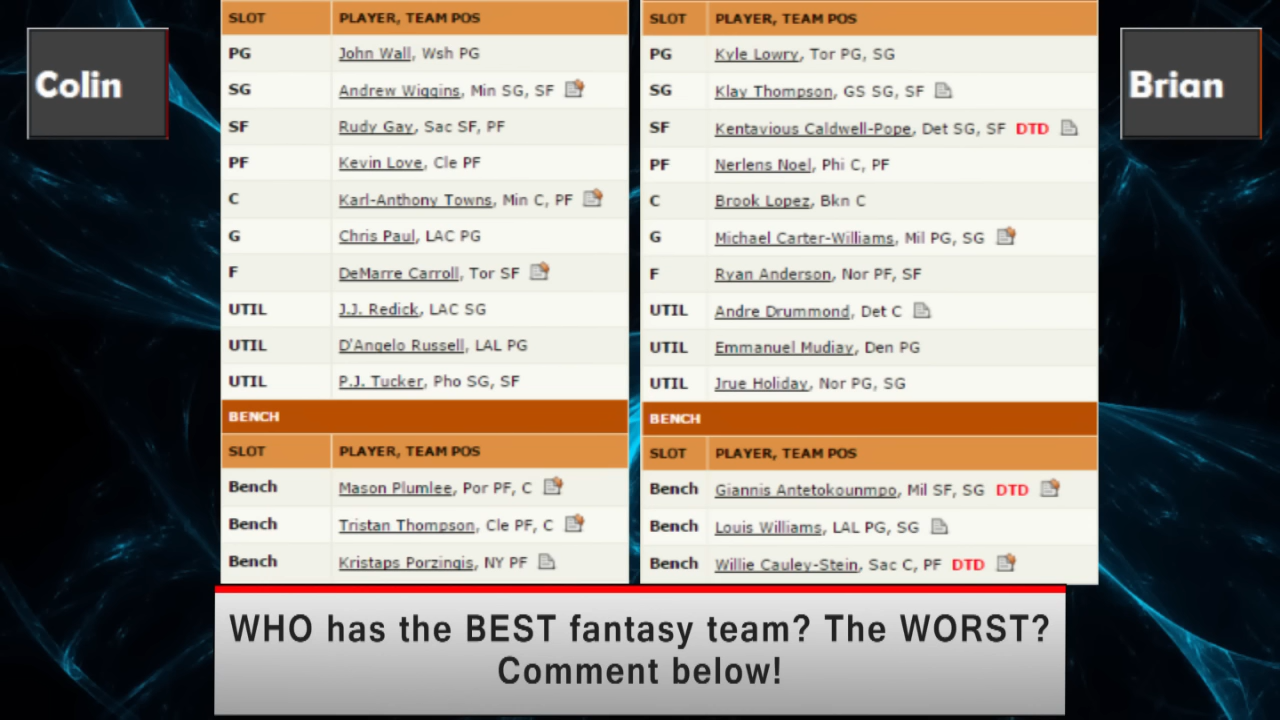 Colin
SLOT PLAYER, TEAM POS
PG John Wall, Wsh PG
SG Andrew Wiggins, Min SG, SF
SF Rudy Gay, Sac SF, PF
PF Kevin Love, Cle PF
C Karl-Anthony Towns, Min C, PF
G Chris Paul, LAC PG
F DeMarre Carroll, Tor SF
UTIL J.J. Redick, LAC SG
UTIL D'Angelo Russell, LAL PG
UTIL P.J. Tucker, Pho SG, SF
BENCH
SLOT PLAYER, TEAM POS
Bench Mason Plumlee, Por PF, C
Bench Tristan Thompson, Cle PF, C
Bench Kristaps Porzingis, NY PF
SLOT PLAYER, TEAM POS
PG Kyle Lowry, Tor PG, SG
SG Klay Thompson, GS SG, SF
SF Kentavious Caldwell-Pope, Det SG, SF DTD
PF Nerlens Noel, Phi C, PF
C Brook Lopez, Bkn C
G Michael Carter-Williams, Mil PG, SG
F Ryan Anderson, Nor PF, SF
UTIL Andre Drummond, Det C
UTIL Emmanuel Mudiay, Den PG
UTIL Jrue Holiday, Nor PG, SG
BENCH
SLOT PLAYER, TEAM POS
Bench Giannis Antetokounmpo, Mil SF, SG DTD
Bench Louis Williams, LAL PG, SG
Bench Willie Cauley-Stein, Sac C, PF DTD
Brian
WHO has the BEST fantasy team? The WORST?
Comment below!